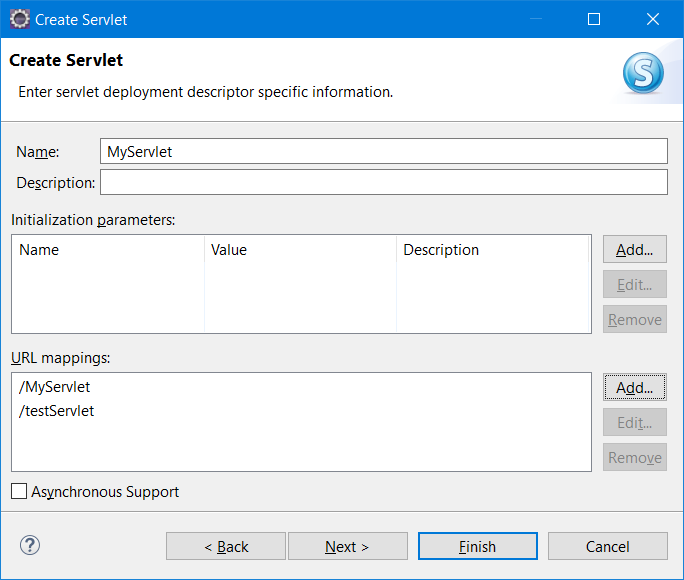 Create Servlet
Create Servlet
Enter servlet deployment descriptor specific information.
S
Name: MyServlet
Description:
Initialization parameters:
Name Value Description
Add...
Edit...
Remove
URL mappings:
/MyServlet
/testServlet
Add...
Edit...
Remove
Asynchronous Support
? < Back Next > Finish Cancel